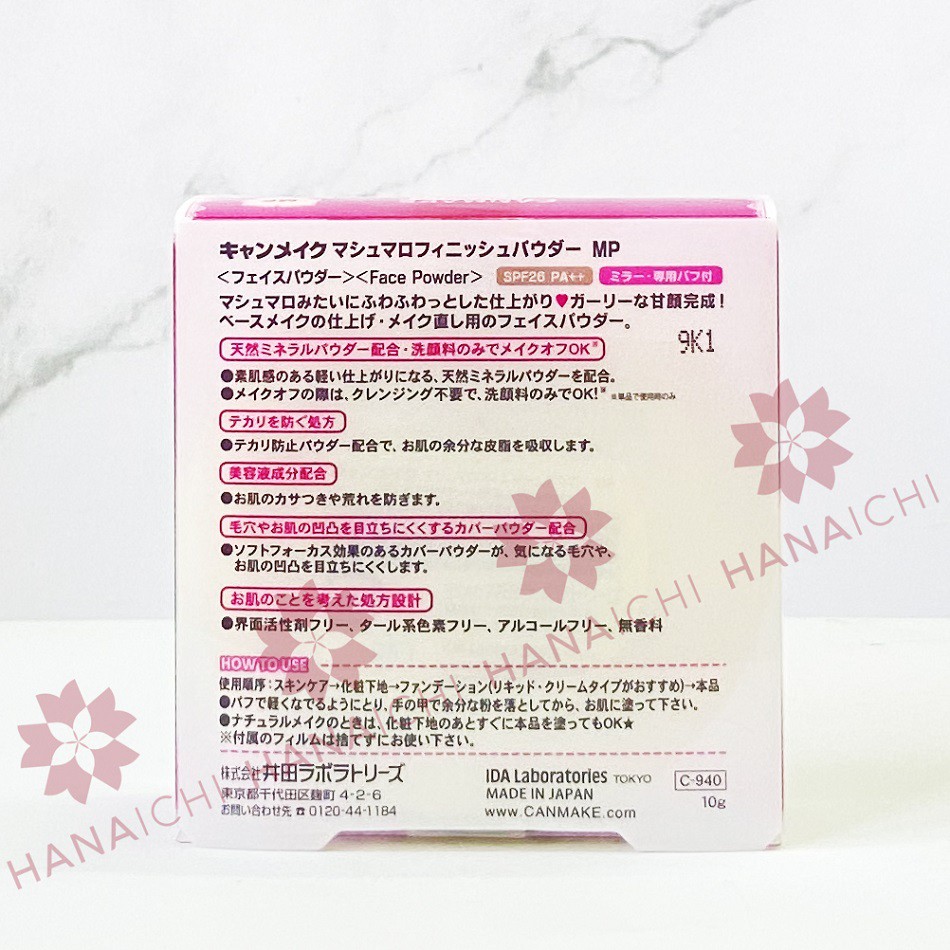 キャンメイク マシュマロフィニッシュパウダー MP
<フェイスパウダー><Face Powder> SPF26 PA++ ミラー・専用パフ付
マシュマロみたいにふわふわっとした仕上がり♥ガーリーな甘顔完成!
ベースメイクの仕上げ・メイク直し用のフェイスパウダー。
9K1
天然ミネラルパウダー配合・洗顔料のみでメイクオフOK※
●素肌感のある軽い仕上がりになる、天然ミネラルパウダーを配合。
●メイクオフの際は、クレンジング不要で、洗顔料のみでOK!※ ※単品で使用時のみ
テカリを防ぐ処方
●テカリ防止パウダー配合で、お肌の余分な皮脂を吸収します。
美容液成分配合
●お肌のカサつきや荒れを防ぎます。
毛穴やお肌の凹凸を目立ちにくくするカバーパウダー配合
●ソフトフォーカス効果のあるカバーパウダーが、気になる毛穴や、
お肌の凹凸を目立ちにくくします。
お肌のことを考えた処方設計
●界面活性剤フリー、タール系色素フリー、アルコールフリー、無香料
HOW TO USE
使用順序:スキンケア→化粧下地→ファンデーション(リキッド・クリームタイプがおすすめ)→本品
●パフで軽くなでるようにとり、手の甲で余分な粉を落としてから、お肌に塗って下さい。
●ナチュラルメイクのときは、化粧下地のあとすぐに本品を塗ってもOK★
※付属のフィルムは捨てずにお使い下さい。
株式会社井田ラボラトリーズ
東京都千代田区麹町4-2-6
お問い合わせ先 ☎ 0120-44-1184
IDA Laboratories TOKYO
MADE IN JAPAN
www.CANMAKE.com
C-940
10g
HANAICHI HANAICHI HANAICHI HANAICHI